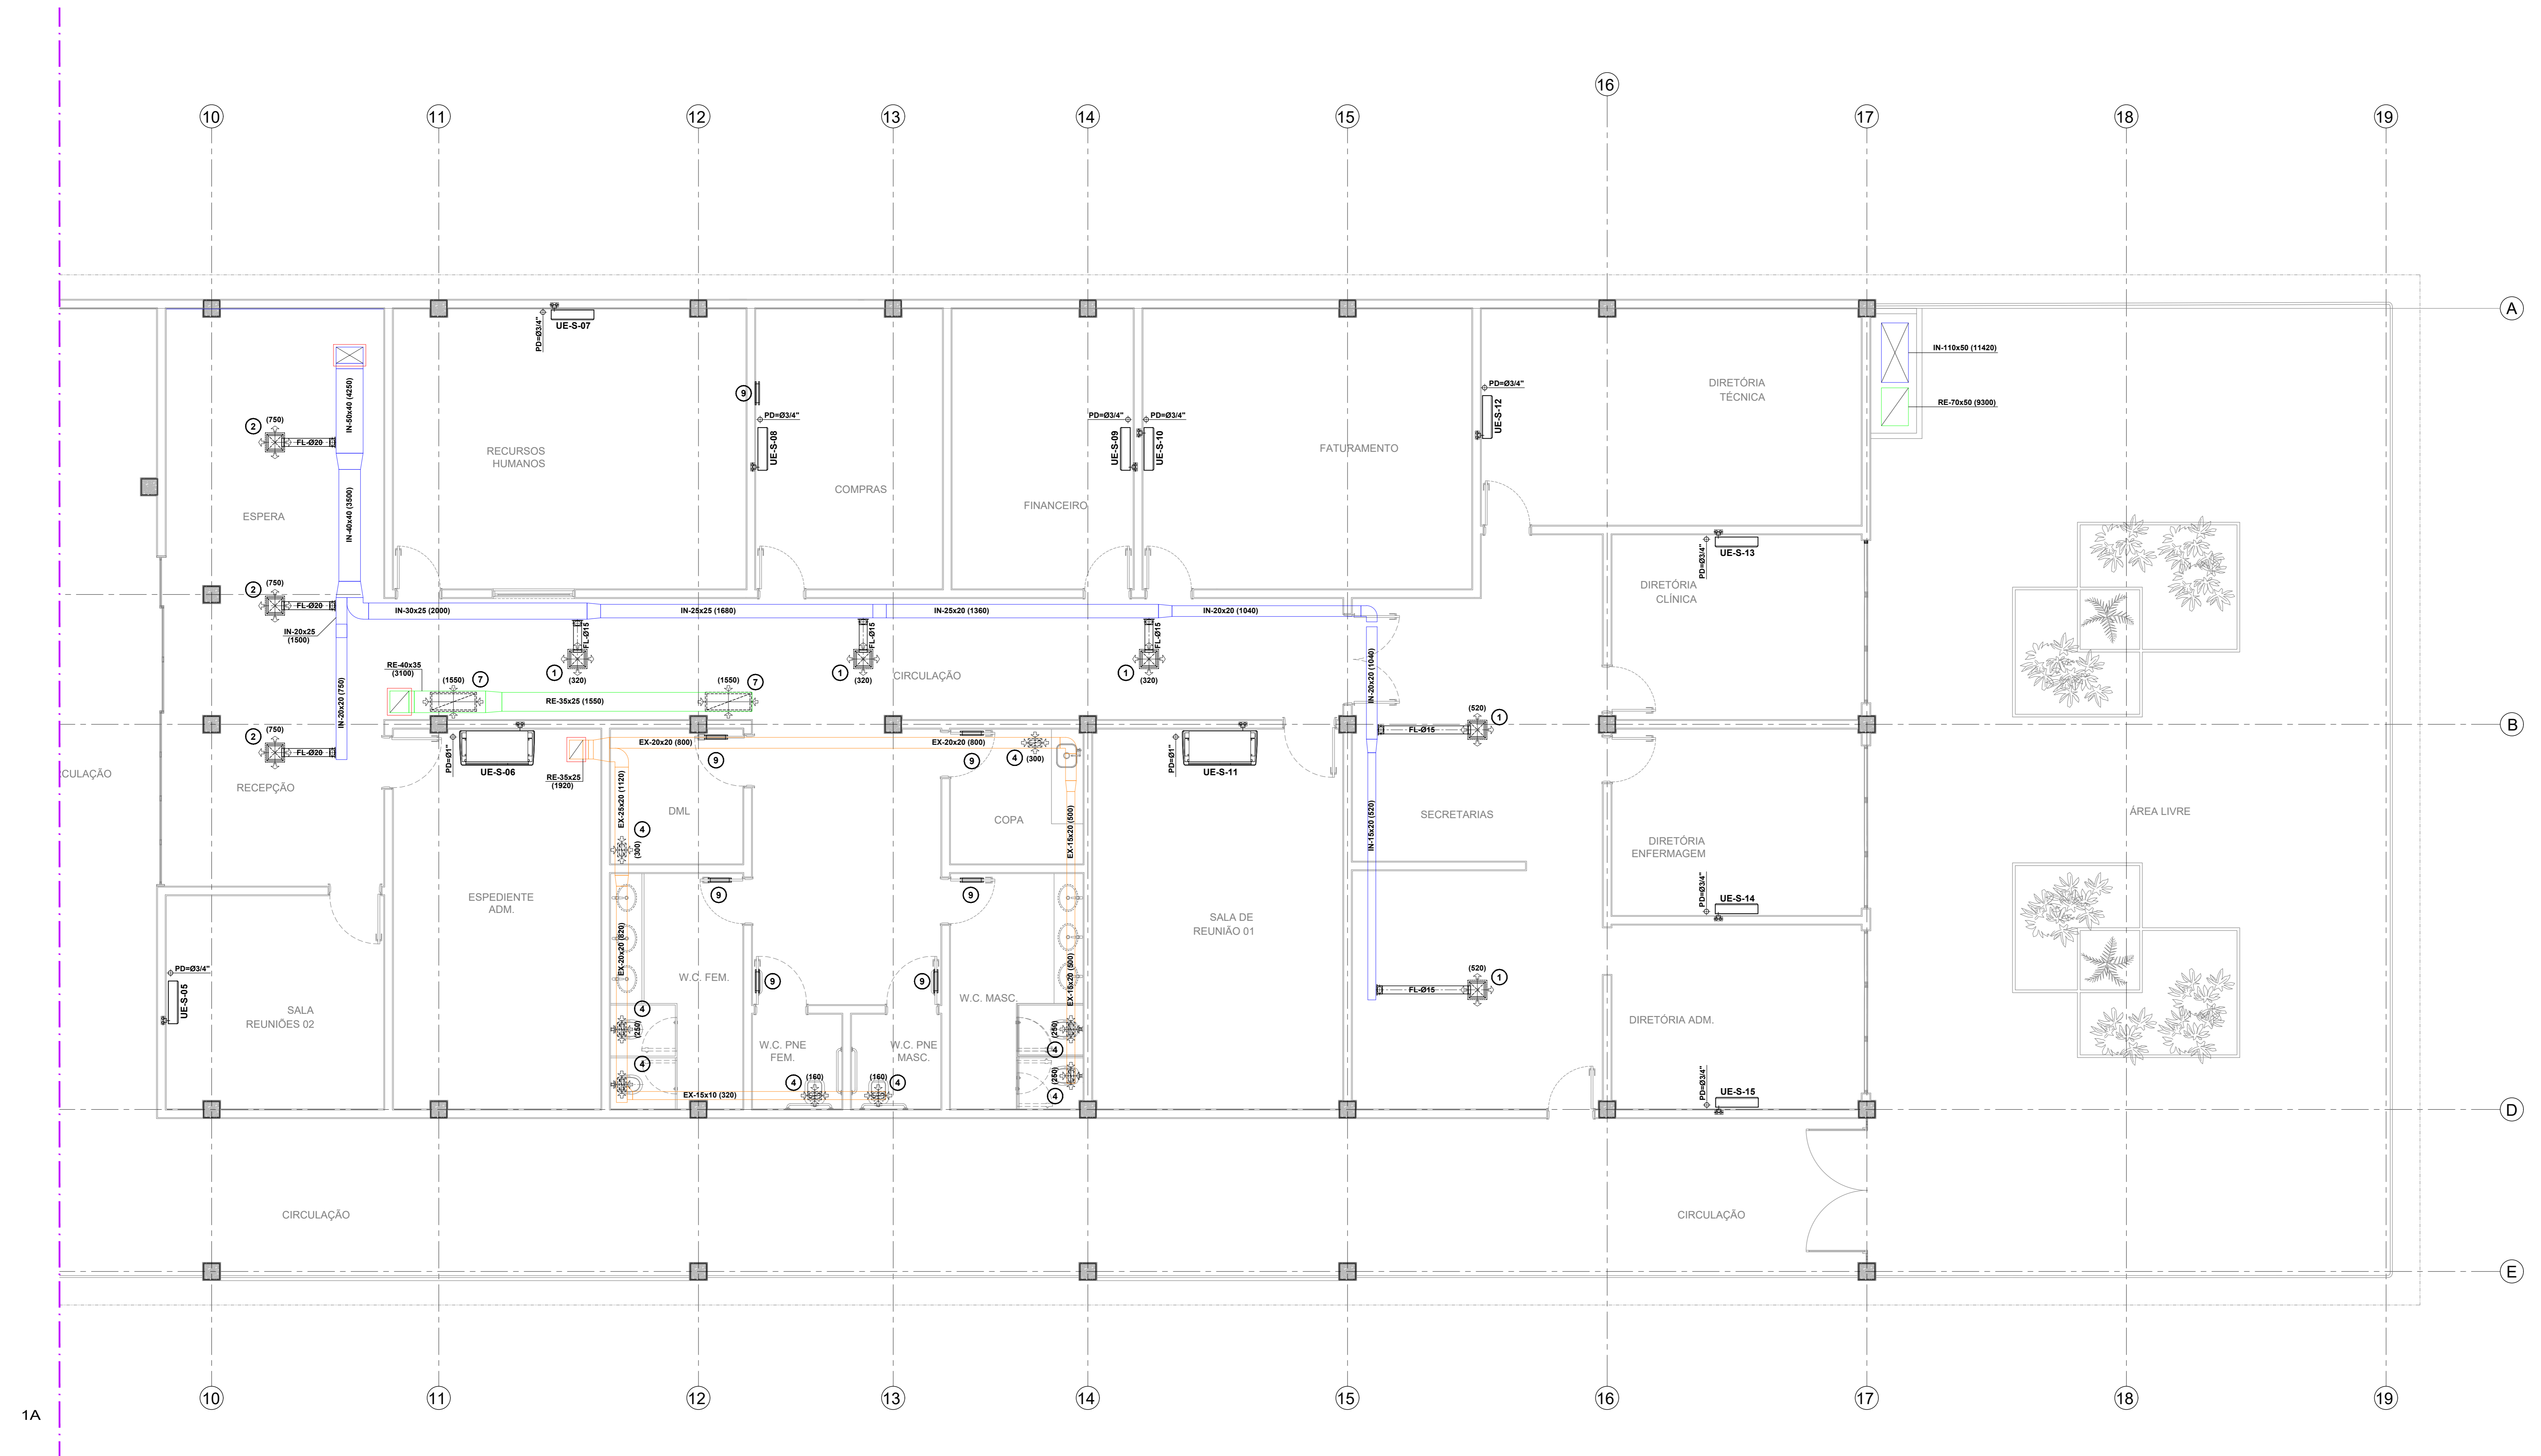 16
10
11
12
13
14
15
17
18
19
A
PD=Ø3/4"
UE-S-07
IN-110x50 (11420)
IN-50x40 (4250)
RE-70x50 (9300)
9
PD=Ø3/4"
PD=Ø3/4"
PD=Ø3/4"
PD=Ø3/4"
UE-S-12
DIRETÓRIA
TÉCNICA
2
(750)
FL-Ø20
UE-S-08
UE-S-09
UE-S-10
RECURSOS
HUMANOS
FATURAMENTO
COMPRAS
FINANCEIRO
ESPERA
IN-40x40 (3500)
PD=Ø3/4"
UE-S-13
DIRETÓRIA
CLÍNICA
2
(750)
FL-Ø20
IN-20x25
(1500)
IN-30x25 (2000)
IN-25x25 (1680)
IN-25x20 (1360)
IN-20x20 (1040)
FL-Ø15
FL-Ø15
FL-Ø15
1
(320)
1
(320)
1
(320)
CIRCULAÇÃO
IN-20x20 (1040)
RE-40x35
(3100)
(1550)
7
RE-35x25 (1550)
(1550)
7
IN-20x20 (750)
2
(750)
FL-Ø20
B
(520)
1
FL-Ø15
EX-20x20 (800)
EX-20x20 (800)
4
(300)
9
9
PD=Ø1"
UE-S-06
RE-35x25
(1920)
PD=Ø1"
UE-S-11
CULAÇÃO
RECEPÇÃO
EX-25x20 (1120)
DML
COPA
EX-15x20 (500)
IN-15x20 (520)
SECRETARIAS
ÁREA LIVRE
4
(300)
DIRETÓRIA
ENFERMAGEM
ESPEDIENTE
ADM.
9
9
PD=Ø3/4"
UE-S-14
SALA DE
REUNIÃO 01
EX-20x20 (820)
W.C. FEM.
9
9
W.C. MASC.
EX-15x20 (500)
PD=Ø3/4"
UE-S-05
(520)
1
FL-Ø15
SALA
REUNIÕES 02
4
(250)
DIRETÓRIA ADM.
W.C. PNE
FEM.
W.C. PNE
MASC.
(250)
4
4
4
(160)
(160)
4
(250)
4
EX-15x10 (320)
PD=Ø3/4"
UE-S-15
D
CIRCULAÇÃO
CIRCULAÇÃO
E
10
11
12
13
14
15
16
17
18
19
1A